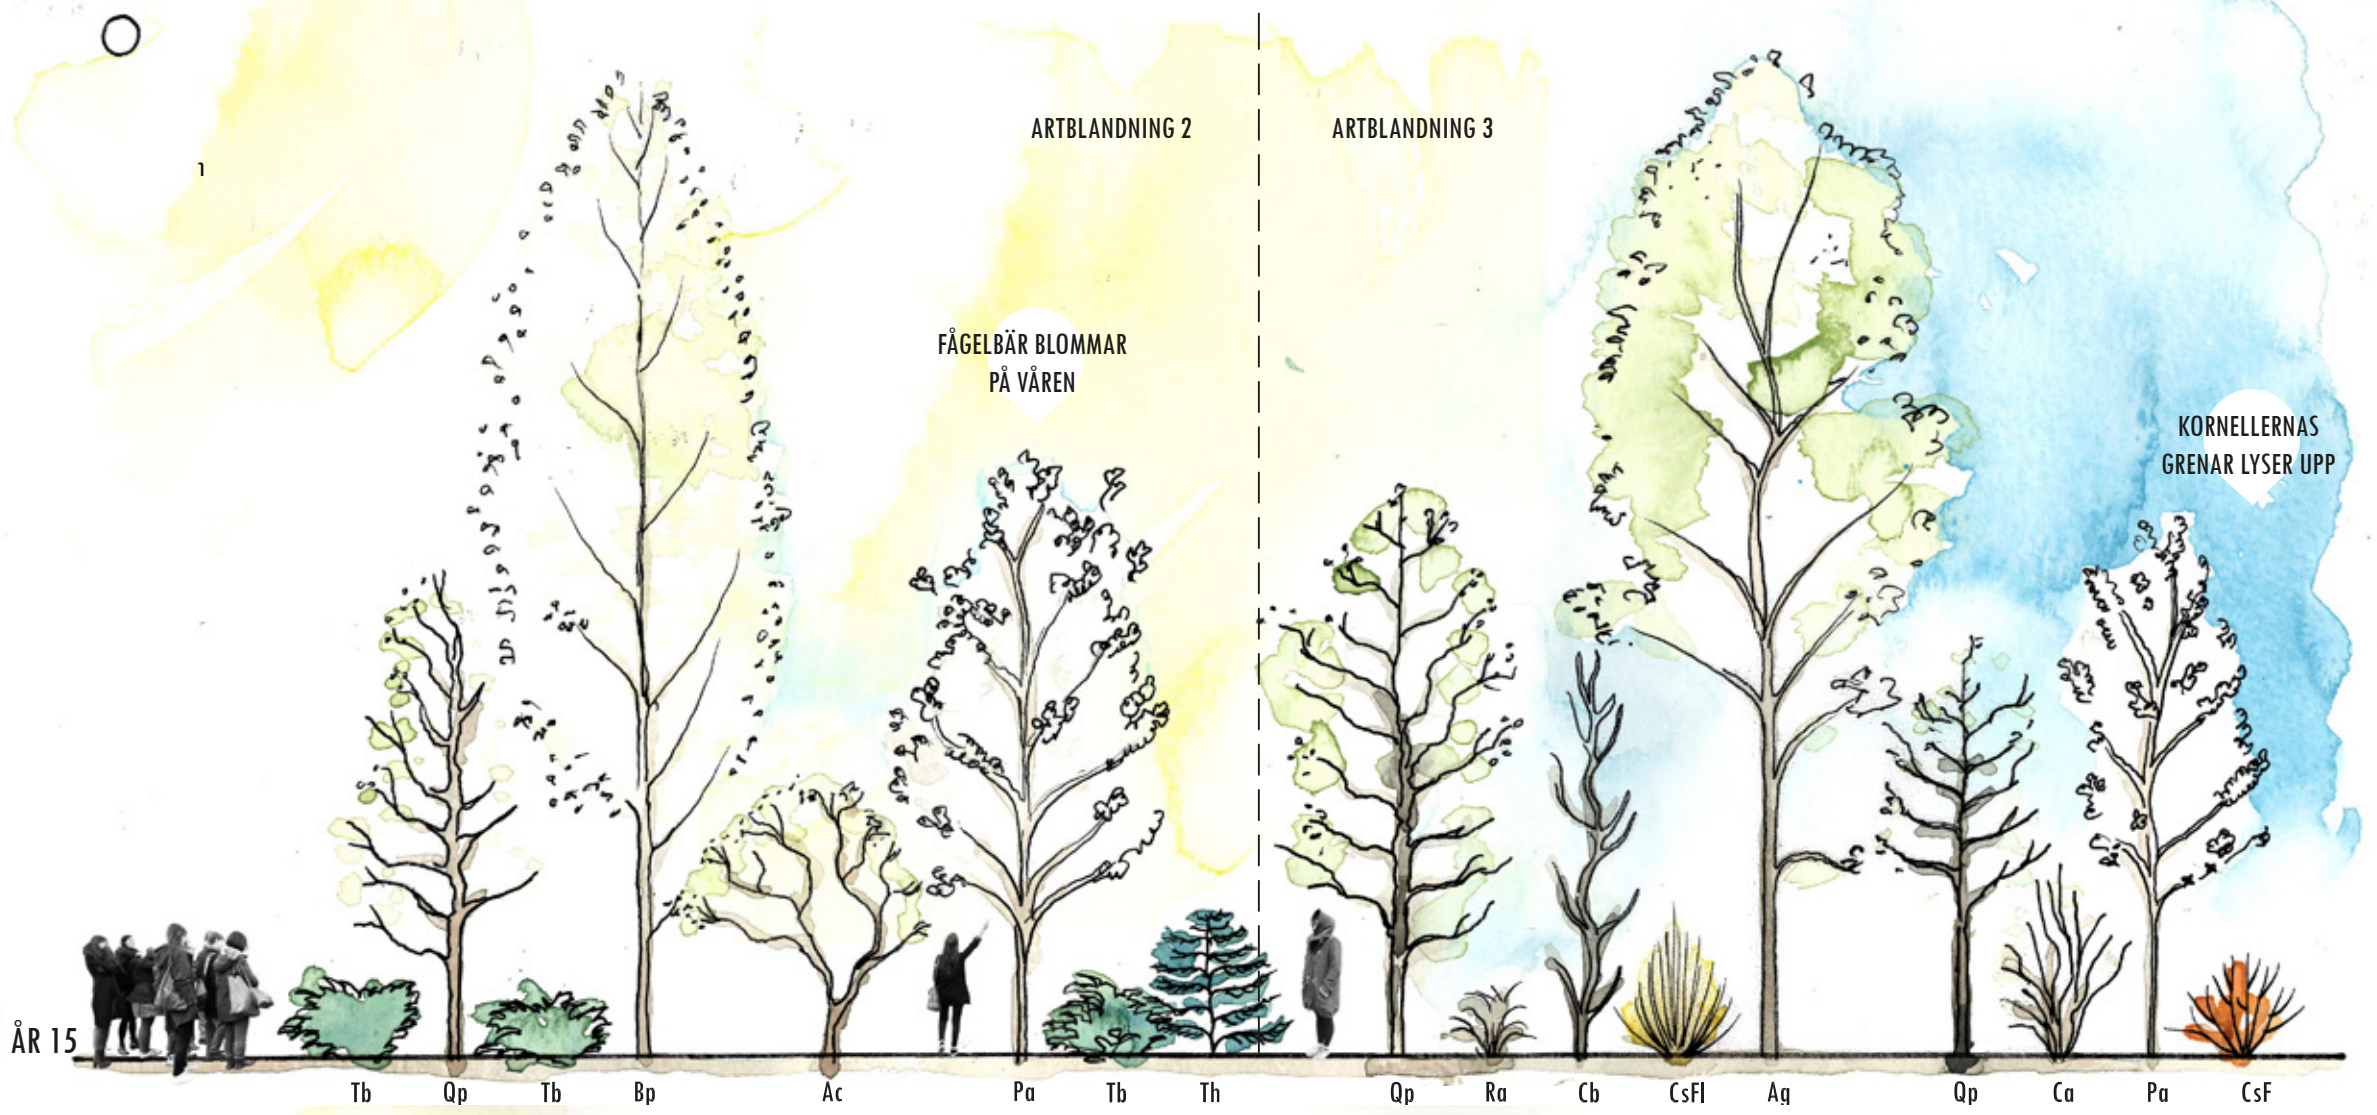 ARTBLANDNING 2
ARTBLANDNING 3
FÅGELBÄR BLOMMAR
PÅ VÅREN
KORNELLERNAS
GRENAR LYSER UPP
ÅR 15
Tb Qp Tb Bp Ac Pa Tb Th Qp Ra Cb CsFl Ag Qp Ca Pa CsF